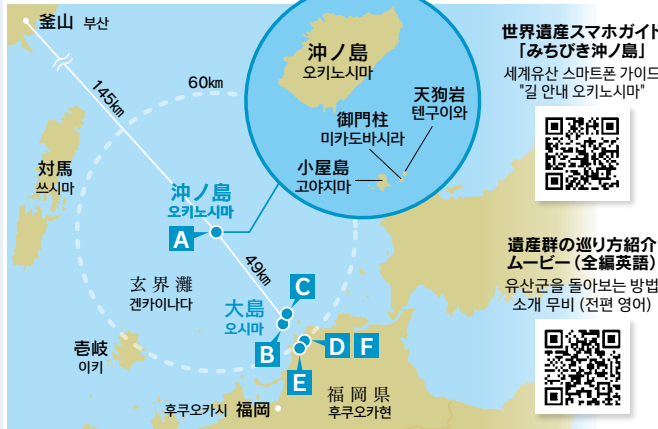 釜山 부산
145km
60km
沖ノ島
오키노시마
天狗岩
텐구이와
御門柱
미카도바시라
小屋島
고야지마
対馬
쓰시마
沖ノ島
오키노시마
A
49km
玄界灘
겐카이나다
大島
오시마
C
B
D F
E
壱岐
이키
후쿠오카시 福岡
福岡県
후쿠오카현
世界遺産スマホガイド
「みちびき沖ノ島」
세계유산 스마트폰 가이드
"길 안내 오키노시마"
遺産群の巡り方紹介
ムービー（全編英語）
유산군을 돌아보는 방법
소개 무비 (전편 영어)